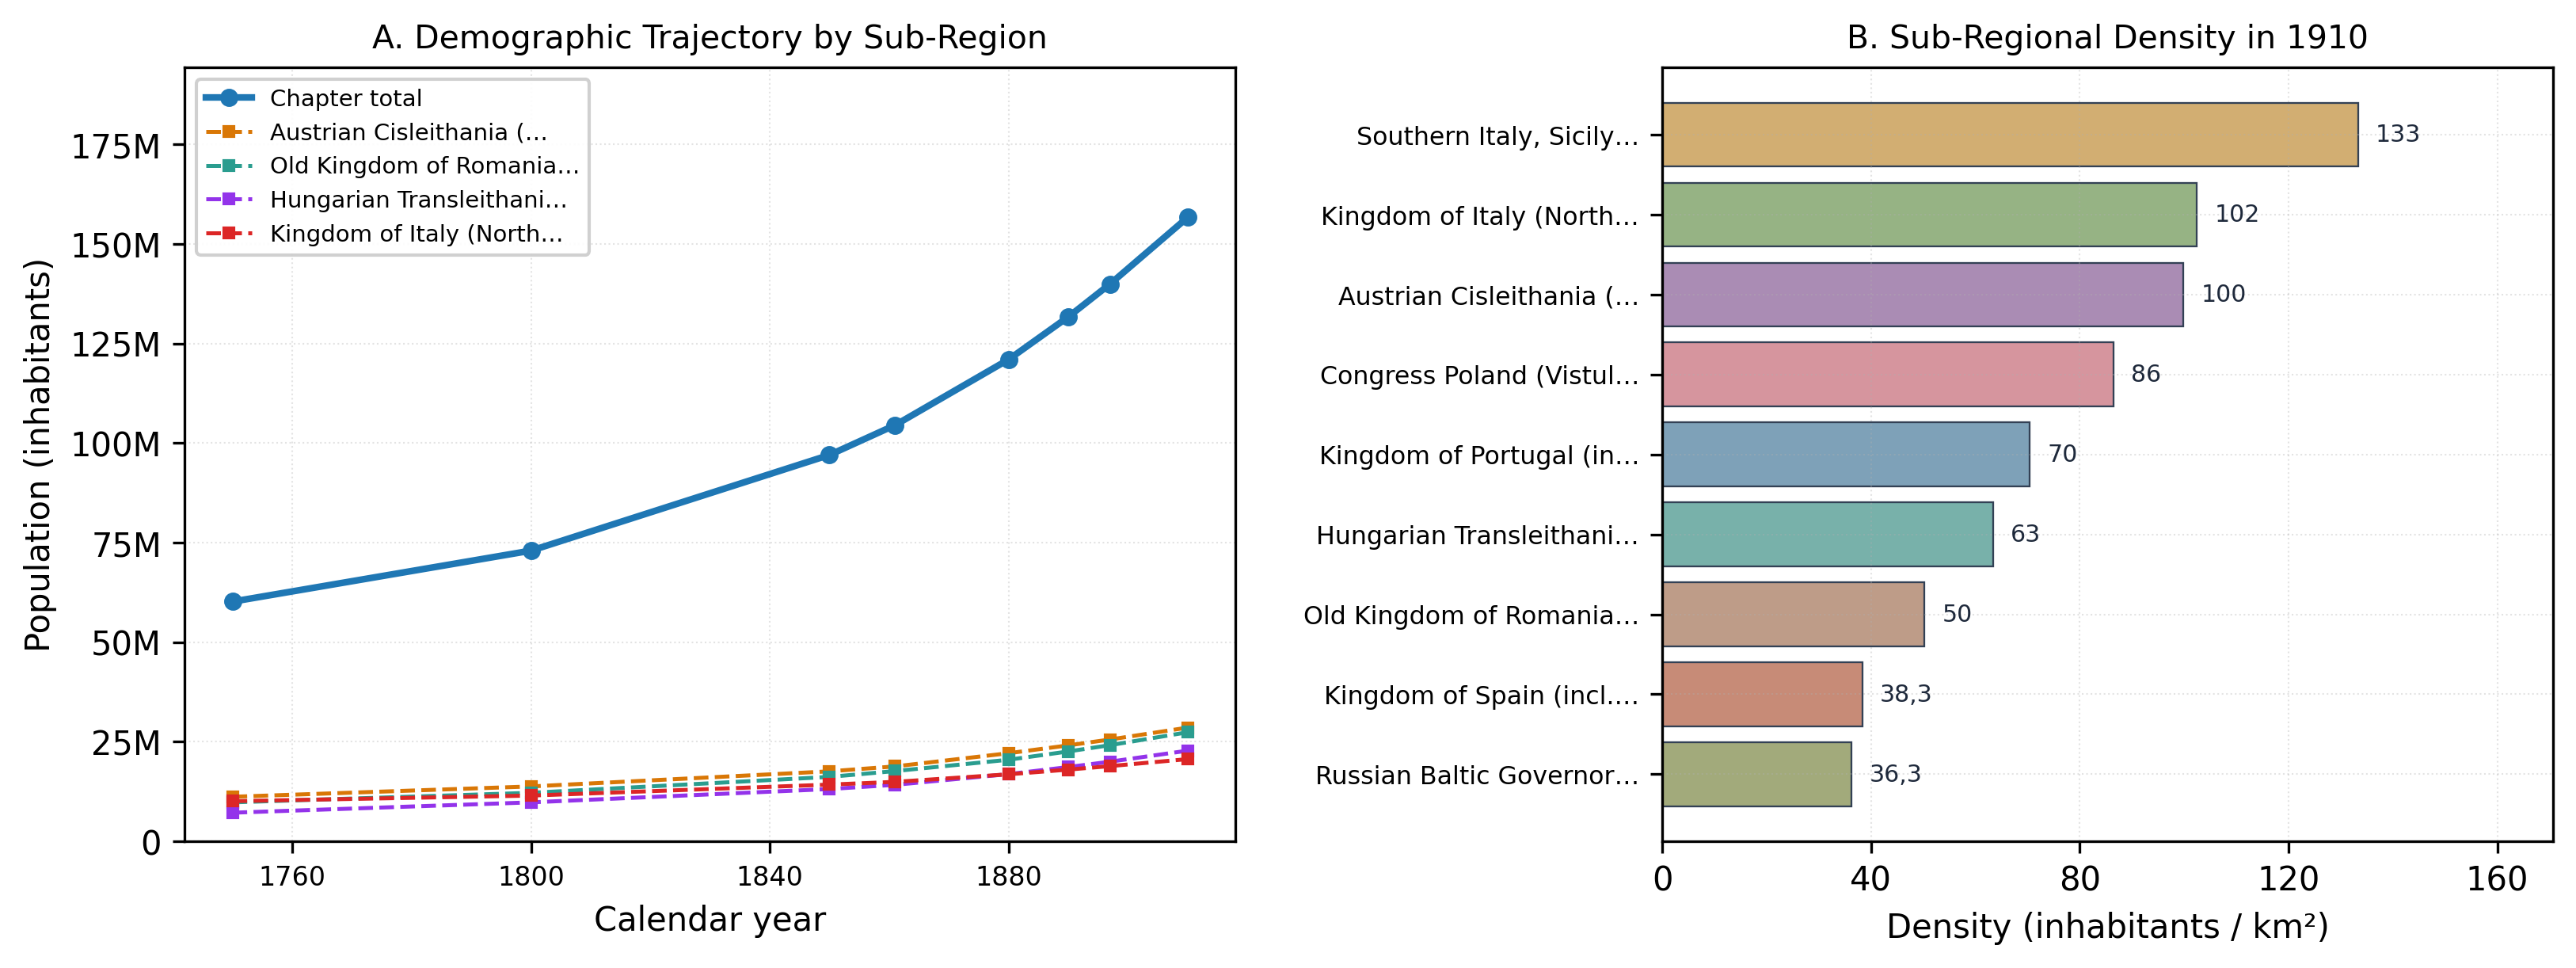 A. Demographic Trajectory by Sub-Region
Population (inhabitants)
175M
150M
125M
100M
75M
50M
25M
0
Chapter total
Austrian Cisleithania (…
Old Kingdom of Romania…
Hungarian Transleithani…
Kingdom of Italy (North…
1760
1800
1840
1880
Calendar year
B. Sub-Regional Density in 1910
Southern Italy, Sicily… 133
Kingdom of Italy (North… 102
Austrian Cisleithania (… 100
Congress Poland (Vistul… 86
Kingdom of Portugal (in… 70
Hungarian Transleithani… 63
Old Kingdom of Romania… 50
Kingdom of Spain (incl.… 38,3
Russian Baltic Governor… 36,3
0
40
80
120
160
Density (inhabitants / km²)